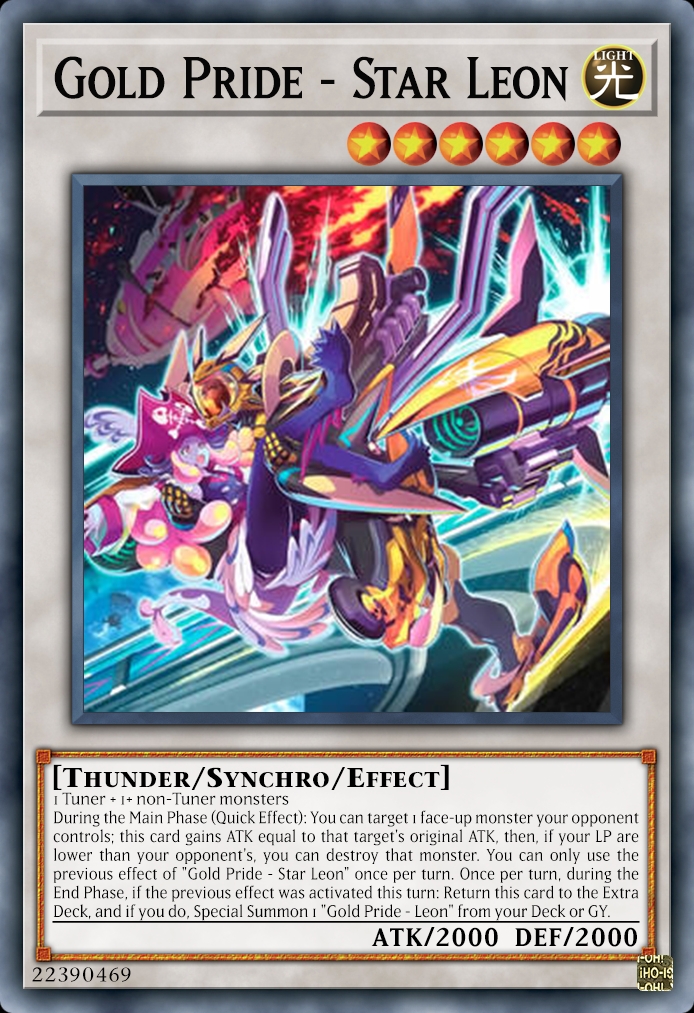 Gold Pride - Star Leon
LIGHT
光
[Thunder/Synchro/Effect]
1 Tuner + 1+ non-Tuner monsters
During the Main Phase (Quick Effect): You can target 1 face-up monster your opponent
controls; this card gains ATK equal to that target's original ATK, then, if your LP are
lower than your opponent's, you can destroy that monster. You can only use the
previous effect of "Gold Pride - Star Leon" once per turn. Once per turn, during the
End Phase, if the previous effect was activated this turn: Return this card to the Extra
Deck, and if you do, Special Summon 1 "Gold Pride - Leon" from your Deck or GY.
ATK/2000 DEF/2000
22390469